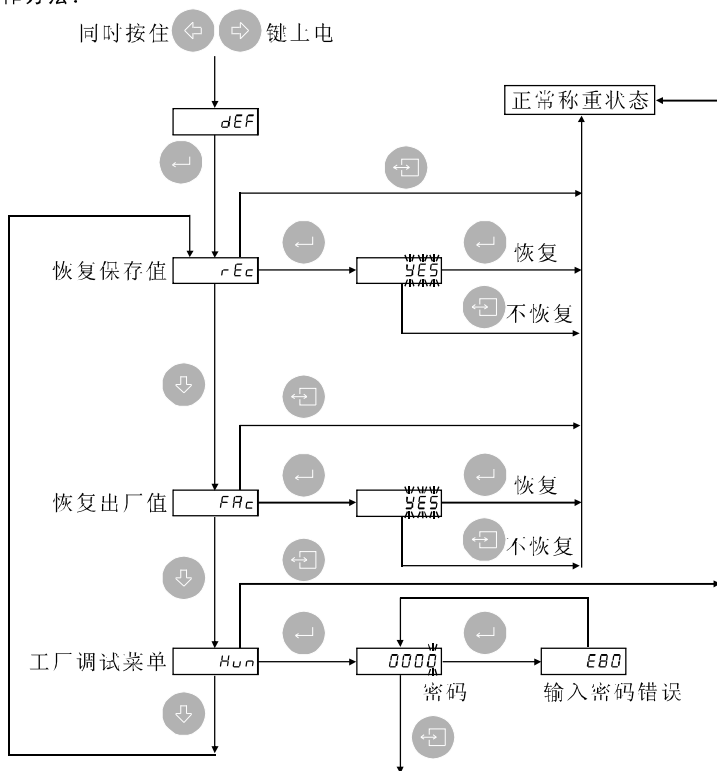 作方法：
同时按住 键上电
正常称重状态
dEF
恢复保存值 rEc YES 恢复
不恢复
恢复出厂值 FAc YES 恢复
不恢复
工厂调试菜单 Hun 0000 E80
密码 输入密码错误